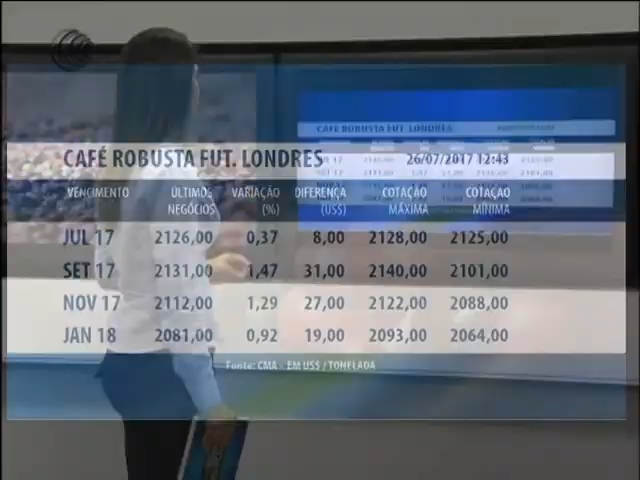 CAFÉ ROBUSTA FUT. LONDRES 26/07/2017 12:43
VENCIMENTO ÚLTIMOS NEGÓCIOS VARIAÇÃO (%) DIFERENÇA (US$) COTAÇÃO MÁXIMA COTAÇÃO MÍNIMA
JUL 17 2126,00 0,37 8,00 2128,00 2125,00
SET 17 2131,00 1,47 31,00 2140,00 2101,00
NOV 17 2112,00 1,29 27,00 2122,00 2088,00
JAN 18 2081,00 0,92 19,00 2093,00 2064,00
Fonte: CMA - EM US$ / TONELADA
CAFÉ ROBUSTA FUT. LONDRES